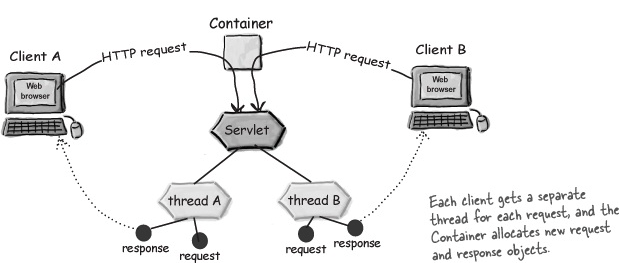 Container
Client A
HTTP request
HTTP request
Client B
Web
browser
Web
browser
Servlet
thread A
thread B
response
request
request
response
Each client gets a separate
thread for each request, and the
Container allocates new request
and response objects.